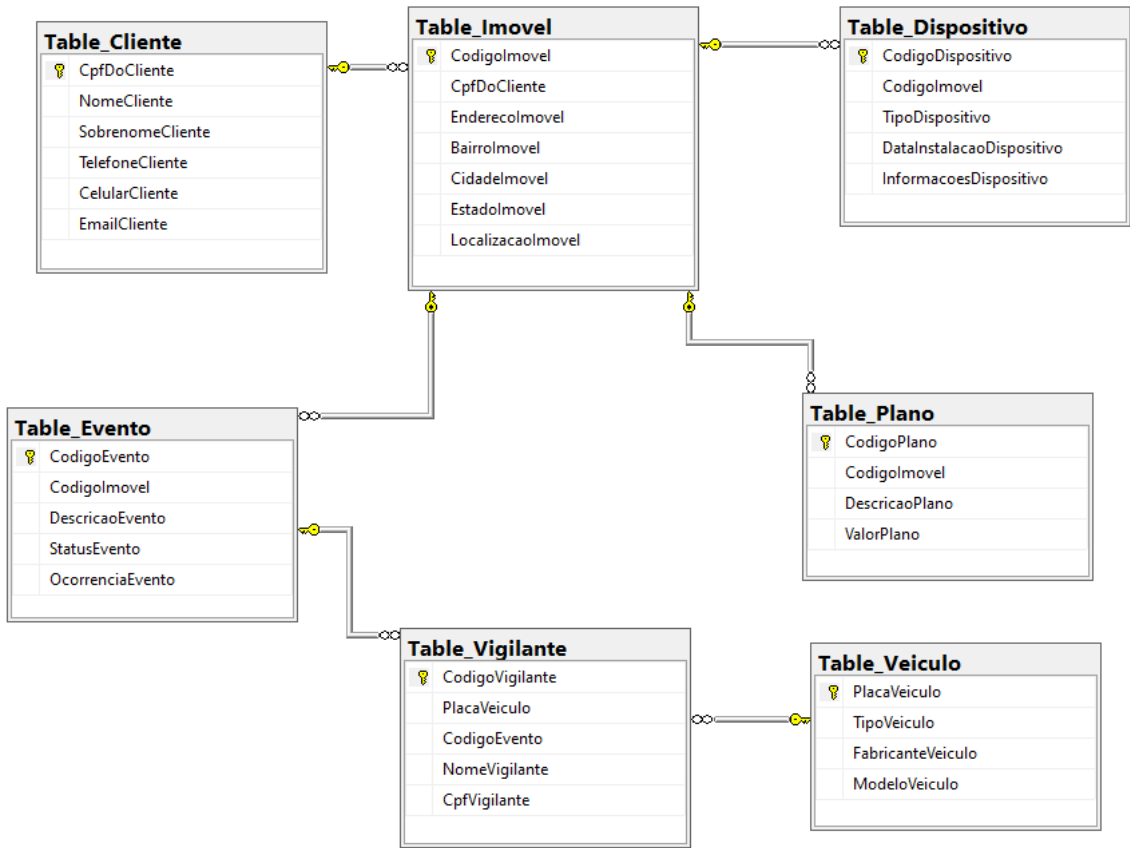 Table_Cliente
CpfDoCliente
NomeCliente
SobrenomeCliente
TelefoneCliente
CelularCliente
EmailCliente
Table_Imovel
CodigoImovel
CpfDoCliente
EnderecoImovel
BairroImovel
CidadeImovel
EstadoImovel
LocalizacaoImovel
Table_Dispositivo
CodigoDispositivo
CodigoImovel
TipoDispositivo
DataInstalacaoDispositivo
InformacoesDispositivo
Table_Evento
CodigoEvento
CodigoImovel
DescricaoEvento
StatusEvento
OcorrenciaEvento
Table_Plano
CodigoPlano
CodigoImovel
DescricaoPlano
ValorPlano
Table_Vigilante
CodigoVigilante
PlacaVeiculo
CodigoEvento
NomeVigilante
CpfVigilante
Table_Veiculo
PlacaVeiculo
TipoVeiculo
FabricanteVeiculo
ModeloVeiculo